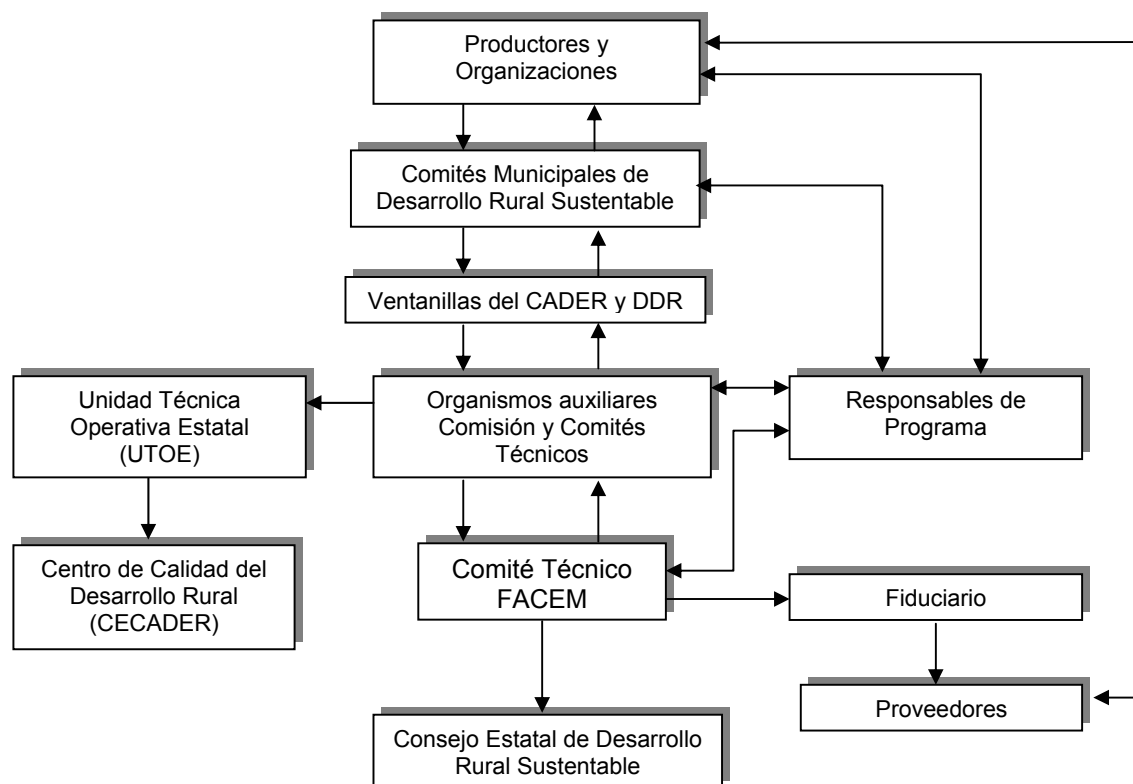 Productores y
Organizaciones
Comités Municipales de
Desarrollo Rural Sustentable
Ventanillas del CADER y DDR
Unidad Técnica
Operativa Estatal
(UTOE)
Organismos auxiliares
Comisión y Comités
Técnicos
Responsables de
Programa
Centro de Calidad del
Desarrollo Rural
(CECADER)
Comité Técnico
FACEM
Fiduciario
Proveedores
Consejo Estatal de Desarrollo
Rural Sustentable